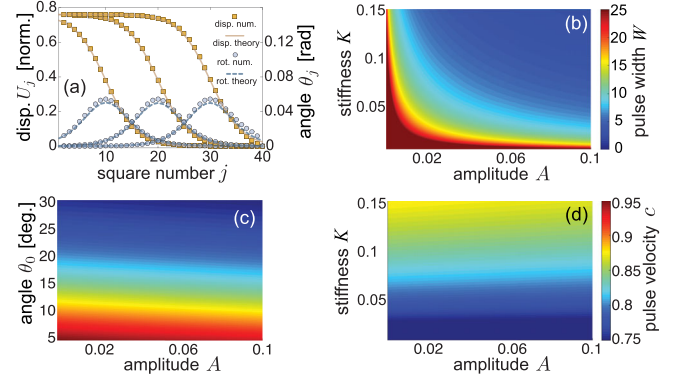 0.8
0.6
0.4
0.2
0
disp. U_j [norm.]
(a)
disp. num.
disp. theory
rot. num.
rot. theory
0.12
0.08
0.04
0
angle θ_j [rad]
10
20
30
40
square number j
(b)
0.15
0.1
0.05
stiffness K
0.02
0.06
0.1
amplitude A
25
20
15
10
5
0
pulse width W
(c)
30
25
20
15
10
5
angle θ_0 [deg.]
0.02
0.06
0.1
amplitude A
(d)
0.15
0.1
0.05
stiffness K
0.02
0.06
0.1
amplitude A
0.95
0.9
0.85
0.8
0.75
pulse velocity c